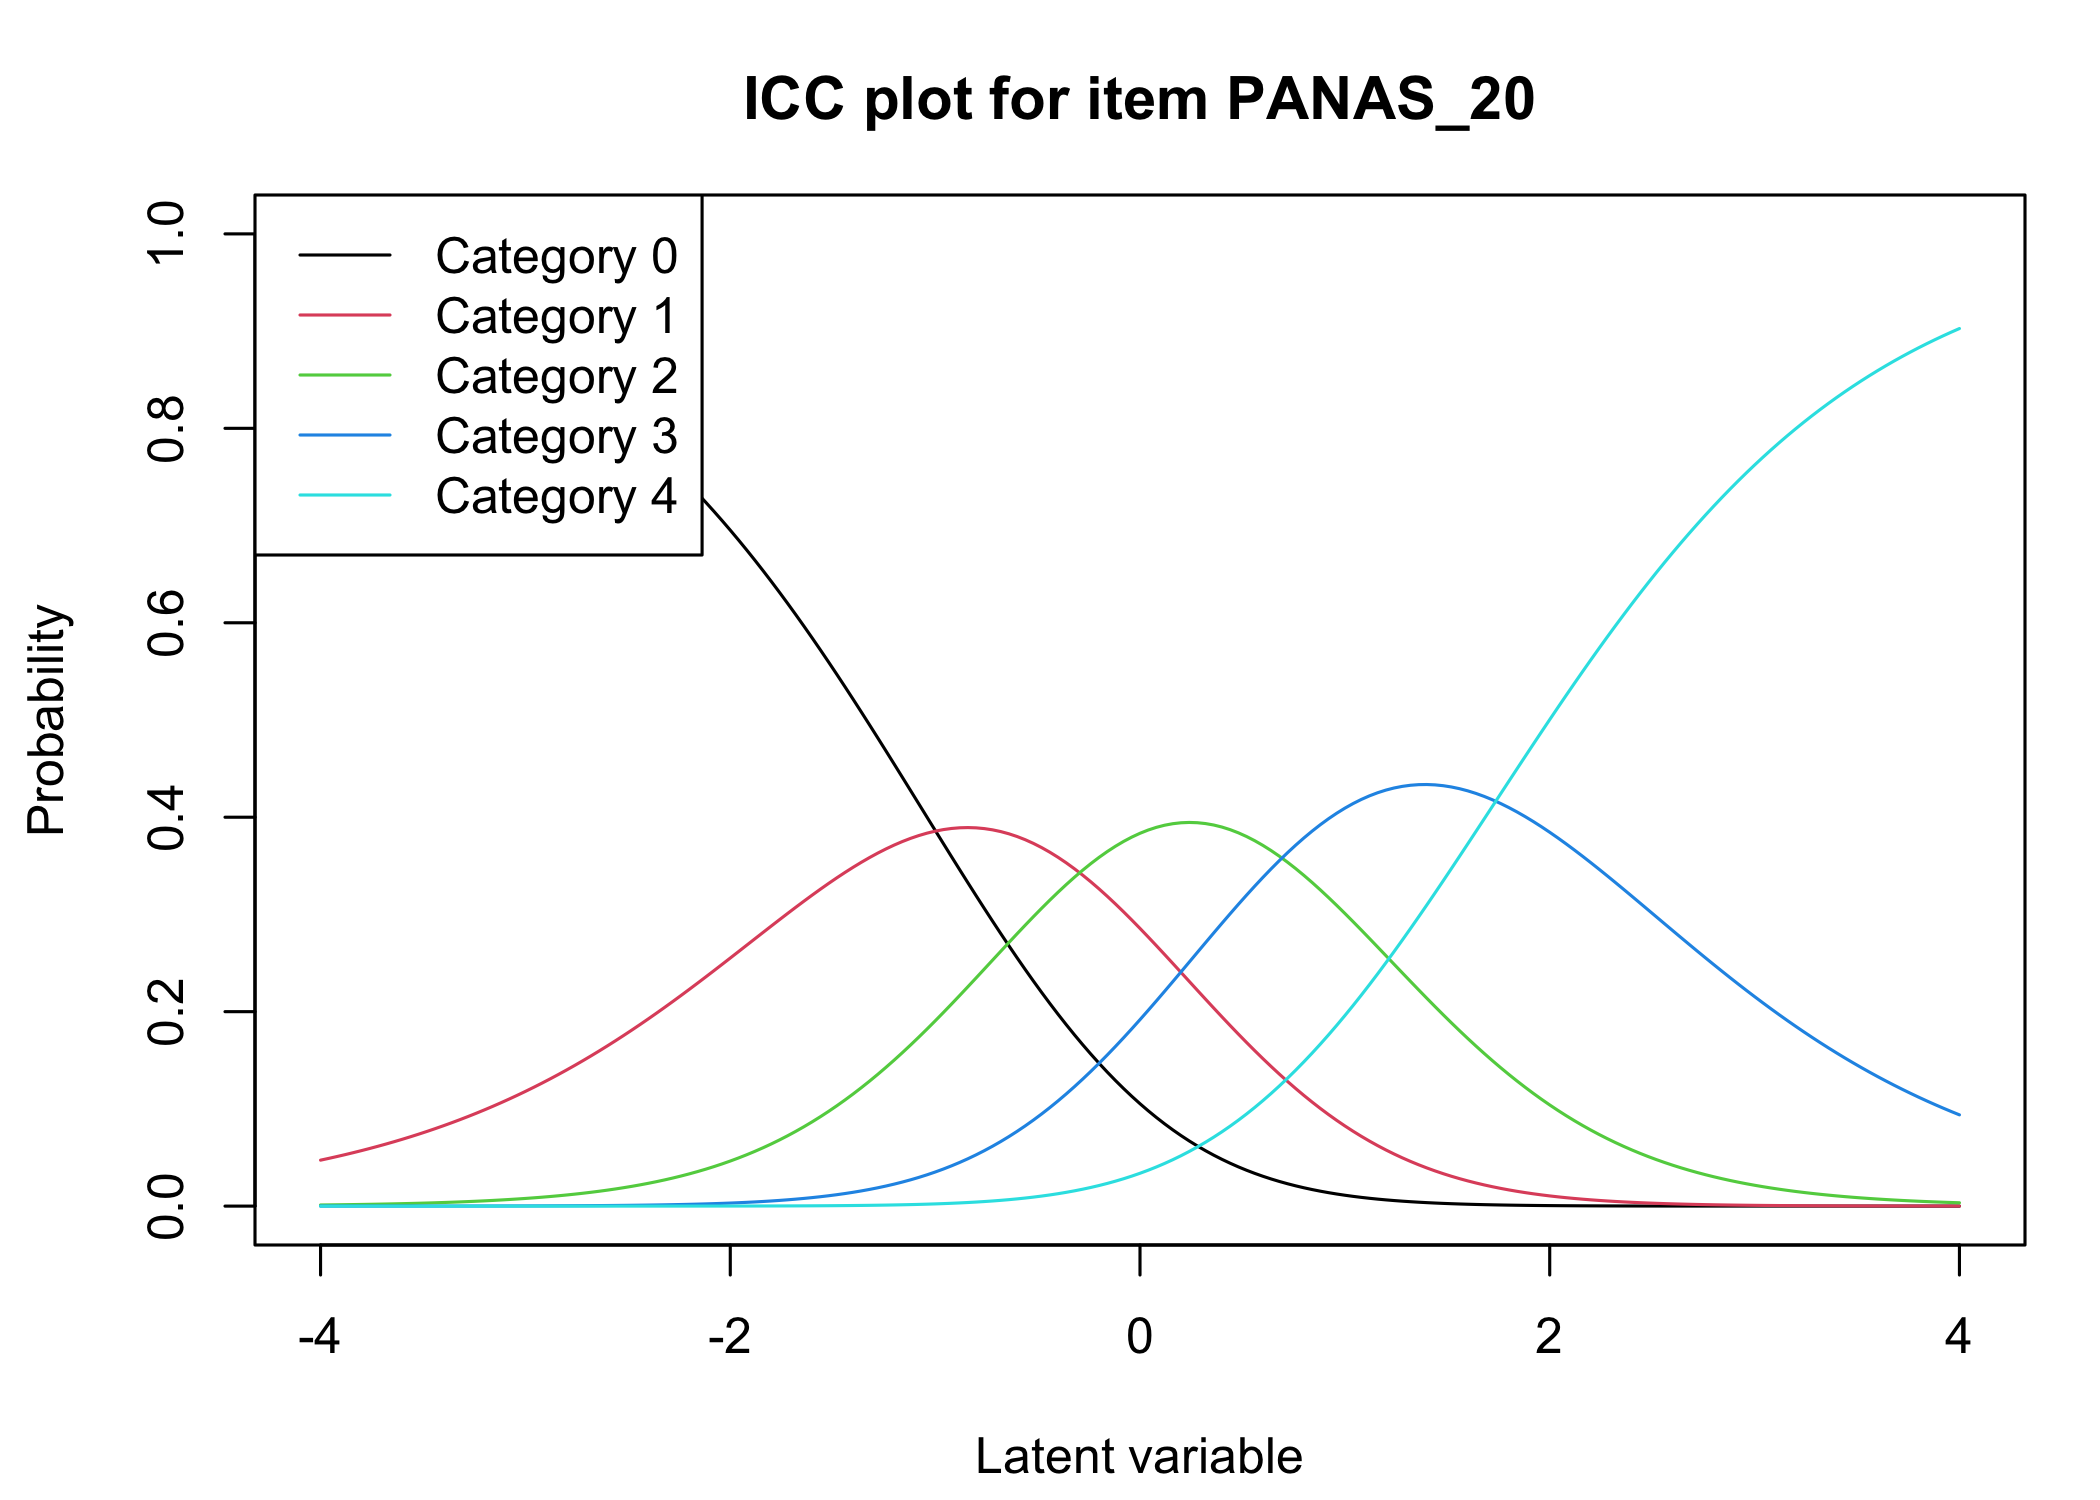 ICC plot for item PANAS_20
Category 0
Category 1
Category 2
Category 3
Category 4
Probability
1.0
0.8
0.6
0.4
0.2
0.0
-4 -2 0 2 4
Latent variable